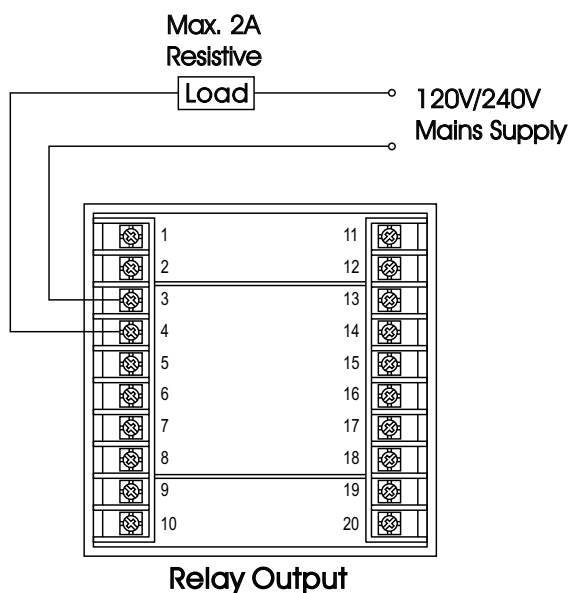 Max. 2A
Resistive
Load
120V/240V
Mains Supply
1 11
2 12
3 13
4 14
5 15
6 16
7 17
8 18
9 19
10 20
Relay Output